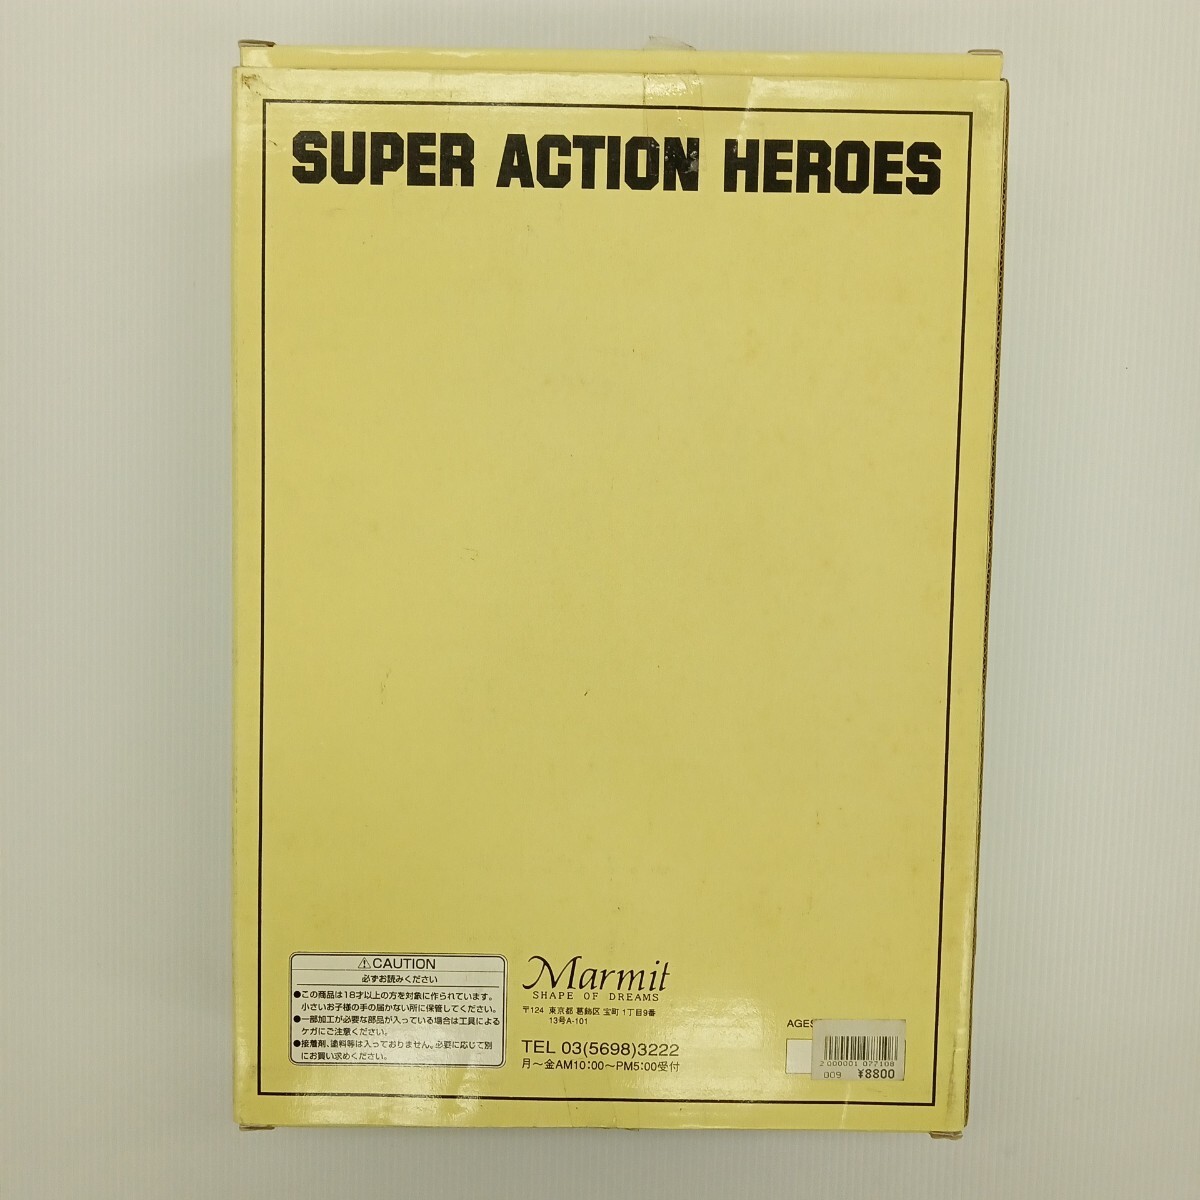 SUPER ACTION HEROES
⚠CAUTION
必ずお読みください
●この商品は18才以上の方を対象に作られています。
小さいお子様の手の届かない所に保管してください。
●一部加工が必要な部品が入っている場合は工具による
ケガにご注意ください。
●接着剤、塗料等は入っておりません。必要に応じて別
にお買い求めください。
Marmit
SHAPE OF DREAMS
〒124 東京都 葛飾区 宝町 1丁目9番
13号A-101
TEL 03(5698)3222
月～金AM10:00～PM5:00受付
AGES
2 000001 077108
009 ¥8800